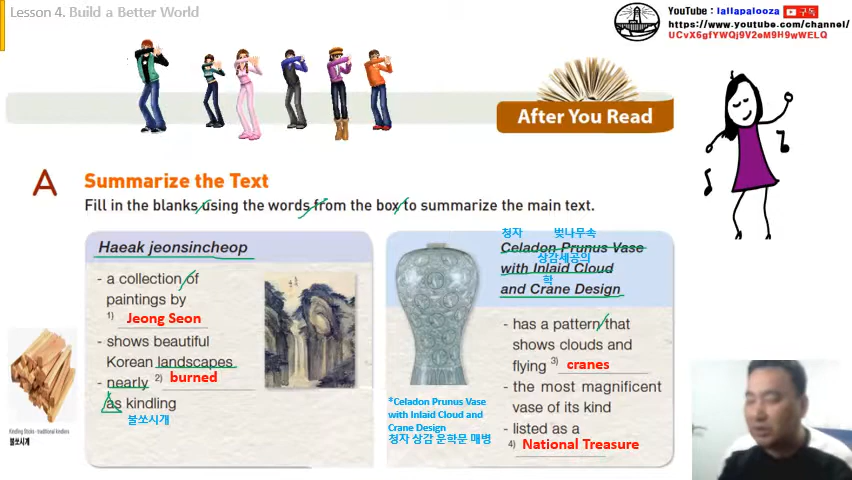 Lesson 4. Build a Better World
YouTube : lallapalooza 구독
https://www.youtube.com/channel/
UCvX6gfYWQj9V2eM9H9wWELQ
After You Read
A Summarize the Text
Fill in the blanks using the words from the box to summarize the main text.
Haeak jeonsincheop
- a collection of
paintings by
1) Jeong Seon
- shows beautiful
Korean landscapes
- nearly 2) burned
as kindling
불쏘시개
Kindling Sticks - traditional kindlers
불쏘시개
청자 벚나무속
Celadon Prunus Vase
상감세공의
with Inlaid Cloud
학
and Crane Design
- has a pattern that
shows clouds and
flying 3) cranes
- the most magnificent
vase of its kind
- listed as a
4) National Treasure
*Celadon Prunus Vase
with Inlaid Cloud and
Crane Design
청자 상감 운학문 매병